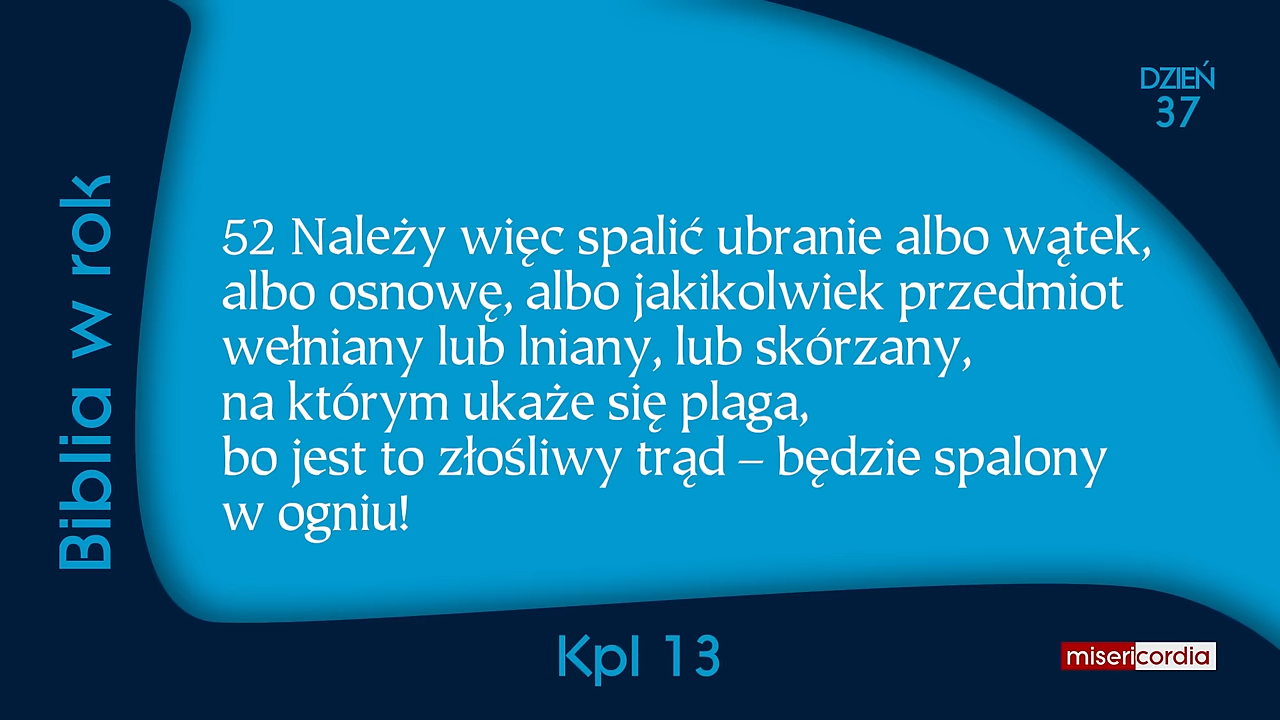 DZIEŃ
37
Biblia w rok
52 Należy więc spalić ubranie albo wątek,
albo osnowę, albo jakikolwiek przedmiot
wełniany lub lniany, lub skórzany,
na którym ukaże się plaga,
bo jest to złośliwy trąd – będzie spalony
w ogniu!
Kpl 13
misericordia